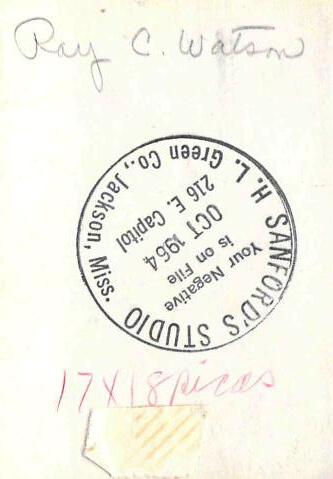 Ray C. Watson
SANFORD'S STUDIO
Your Negative
is on File
OCT 1964
216 E. Capitol
H. L. Green Co., Jackson, Miss.
17 X 18 picas